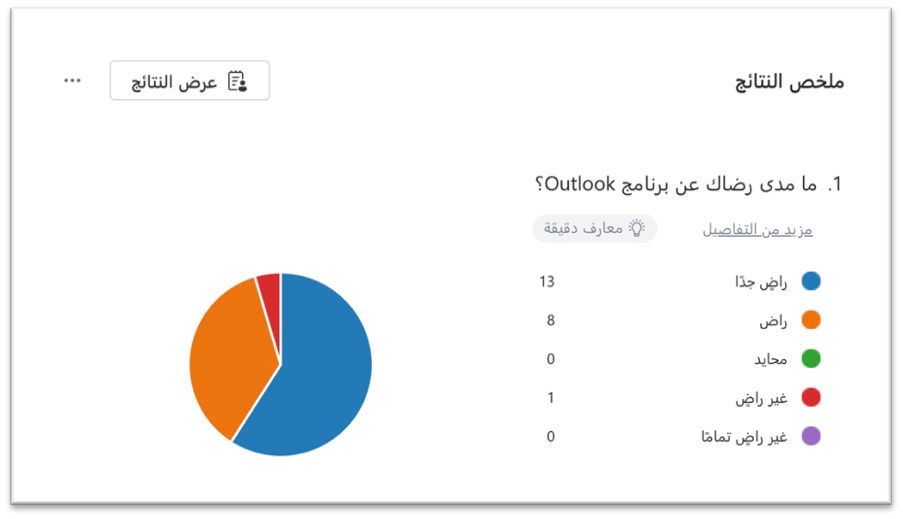 ملخص النتائج
عرض النتائج
1. ما مدى رضاك عن برنامج Outlook؟
مزيد من التفاصيل
معارف دقيقة
راضٍ جدًا 13
راض 8
محايد 0
غير راضٍ 1
غير راضٍ تمامًا 0